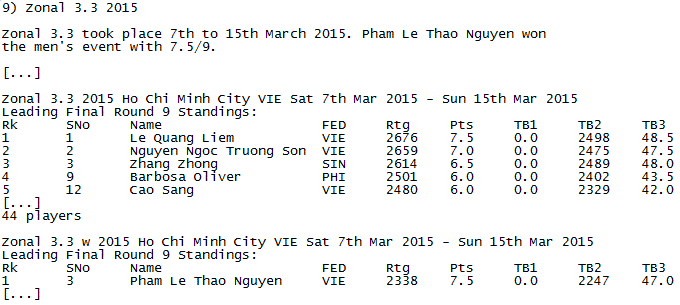 9) Zonal 3.3 2015
Zonal 3.3 took place 7th to 15th March 2015. Pham Le Thao Nguyen won
the men's event with 7.5/9.
[...]
Zonal 3.3 2015 Ho Chi Minh City VIE Sat 7th Mar 2015 - Sun 15th Mar 2015
Leading Final Round 9 Standings:
Rk SNo Name FED Rtg Pts TB1 TB2 TB3
1 1 Le Quang Liem VIE 2676 7.5 0.0 2498 48.5
2 2 Nguyen Ngoc Truong Son VIE 2659 7.0 0.0 2475 47.5
3 3 Zhang Zhong SIN 2614 6.5 0.0 2489 48.0
4 9 Barbosa Oliver PHI 2501 6.0 0.0 2402 43.5
5 12 Cao Sang VIE 2480 6.0 0.0 2329 42.0
[...]
44 players
Zonal 3.3 w 2015 Ho Chi Minh City VIE Sat 7th Mar 2015 - Sun 15th Mar 2015
Leading Final Round 9 Standings:
Rk SNo Name FED Rtg Pts TB1 TB2 TB3
1 3 Pham Le Thao Nguyen VIE 2338 7.5 0.0 2247 47.0
[...]